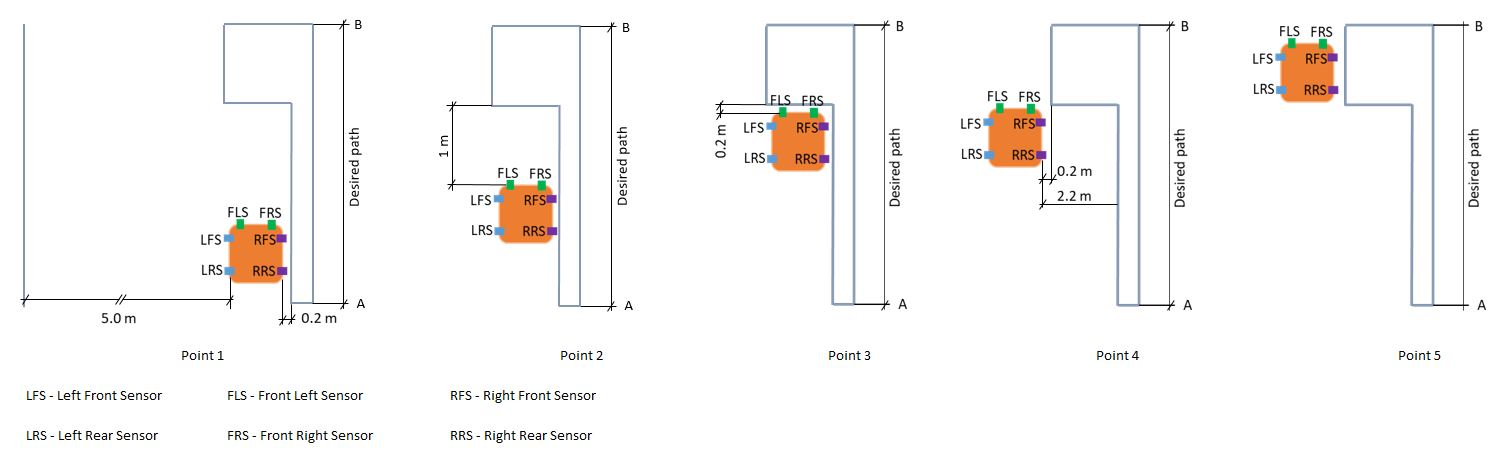 B
B
B
B
B
FLS FRS
LFS RFS
LRS RRS
Desired path
A
5.0 m
0.2 m
Point 1
1 m
FLS FRS
LFS RFS
LRS RRS
Desired path
A
Point 2
0.2 m
FLS FRS
LFS RFS
LRS RRS
Desired path
A
Point 3
FLS FRS
LFS RFS
LRS RRS
0.2 m
2.2 m
Desired path
A
Point 4
FLS FRS
LFS RFS
LRS RRS
Desired path
A
Point 5
LFS - Left Front Sensor
FLS - Front Left Sensor
RFS - Right Front Sensor
LRS - Left Rear Sensor
FRS - Front Right Sensor
RRS - Right Rear Sensor